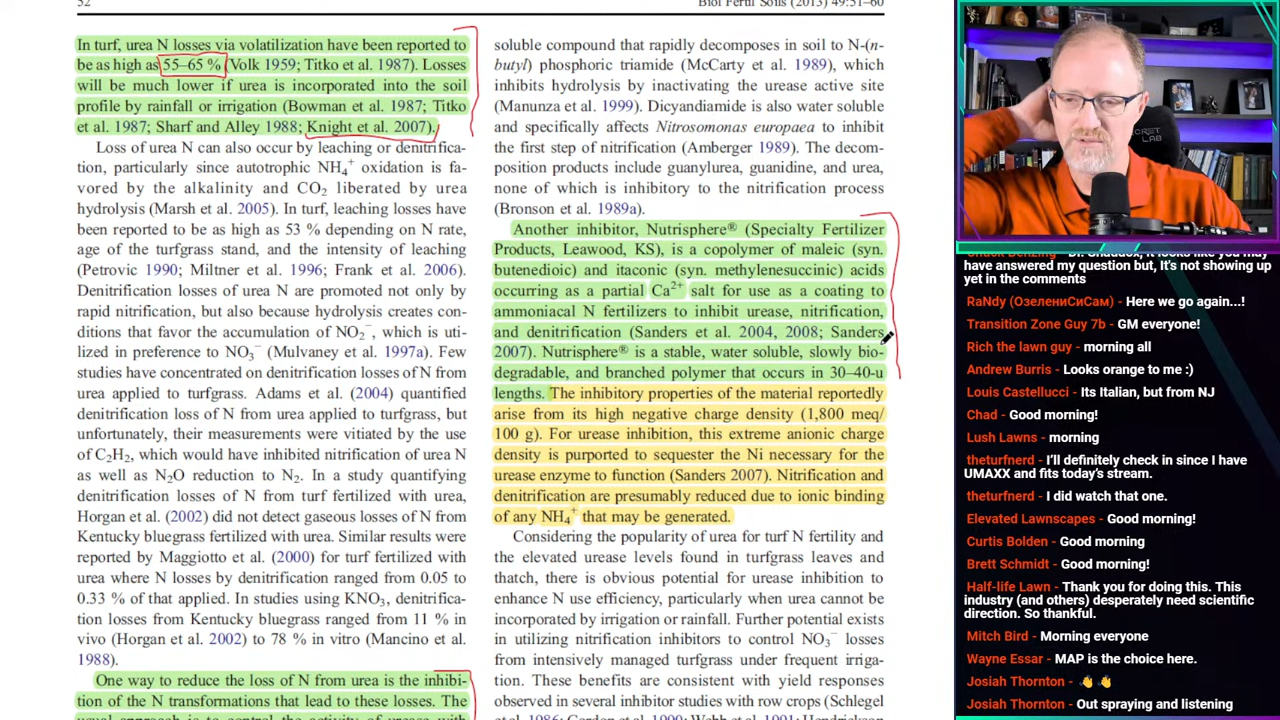 52
Biol Fertil Soils (2013) 49:51–60
In turf, urea N losses via volatilization have been reported to
be as high as 55–65 % (Volk 1959; Titko et al. 1987). Losses
will be much lower if urea is incorporated into the soil
profile by rainfall or irrigation (Bowman et al. 1987; Titko
et al. 1987; Sharf and Alley 1988; Knight et al. 2007).
Loss of urea N can also occur by leaching or denitrifica-
tion, particularly since autotrophic NH4+ oxidation is fa-
vored by the alkalinity and CO2 liberated by urea
hydrolysis (Marsh et al. 2005). In turf, leaching losses have
been reported to be as high as 53 % depending on N rate,
age of the turfgrass stand, and the intensity of leaching
(Petrovic 1990; Miltner et al. 1996; Frank et al. 2006).
Denitrification losses of urea N are promoted not only by
rapid nitrification, but also because hydrolysis creates con-
ditions that favor the accumulation of NO2−, which is uti-
lized in preference to NO3− (Mulvaney et al. 1997a). Few
studies have concentrated on denitrification losses of N from
urea applied to turfgrass. Adams et al. (2004) quantified
denitrification loss of N from urea applied to turfgrass, but
unfortunately, their measurements were vitiated by the use
of C2H2, which would have inhibited nitrification of urea N
as well as N2O reduction to N2. In a study quantifying
denitrification losses of N from turf fertilized with urea,
Horgan et al. (2002) did not detect gaseous losses of N from
Kentucky bluegrass fertilized with urea. Similar results were
reported by Maggiotto et al. (2000) for turf fertilized with
urea where N losses by denitrification ranged from 0.05 to
0.33 % of that applied. In studies using KNO3, denitrifica-
tion losses from Kentucky bluegrass ranged from 11 % in
vivo (Horgan et al. 2002) to 78 % in vitro (Mancino et al.
1988).
One way to reduce the loss of N from urea is the inhibi-
tion of the N transformations that lead to these losses. The
usual approach is to control the activity of urease with
soluble compound that rapidly decomposes in soil to N-(n-
butyl) phosphoric triamide (McCarty et al. 1989), which
inhibits hydrolysis by inactivating the urease active site
(Manunza et al. 1999). Dicyandiamide is also water soluble
and specifically affects Nitrosomonas europaea to inhibit
the first step of nitrification (Amberger 1989). The decom-
position products include guanylurea, guanidine, and urea,
none of which is inhibitory to the nitrification process
(Bronson et al. 1989a).
Another inhibitor, Nutrisphere® (Specialty Fertilizer
Products, Leawood, KS), is a copolymer of maleic (syn.
butenedioic) and itaconic (syn. methylenesuccinic) acids
occurring as a partial Ca2+ salt for use as a coating to
ammoniacal N fertilizers to inhibit urease, nitrification,
and denitrification (Sanders et al. 2004, 2008; Sanders
2007). Nutrisphere® is a stable, water soluble, slowly bio-
degradable, and branched polymer that occurs in 30–40-u
lengths. The inhibitory properties of the material reportedly
arise from its high negative charge density (1,800 meq/
100 g). For urease inhibition, this extreme anionic charge
density is purported to sequester the Ni necessary for the
urease enzyme to function (Sanders 2007). Nitrification and
denitrification are presumably reduced due to ionic binding
of any NH4+ that may be generated.
Considering the popularity of urea for turf N fertility and
the elevated urease levels found in turfgrass leaves and
thatch, there is obvious potential for urease inhibition to
enhance N use efficiency, particularly when urea cannot be
incorporated by irrigation or rainfall. Further potential exists
in utilizing nitrification inhibitors to control NO3− losses
from intensively managed turfgrass under frequent irriga-
tion. These benefits are consistent with yield responses
observed in several inhibitor studies with row crops (Schlegel
et al. 1986; Gordon et al. 1990; Webb et al. 1991; Hendrickson
have answered my question but, it's not showing up
yet in the comments
RaNdy (ОзелениСиСам) - Here we go again...!
Transition Zone Guy 7b - GM everyone!
Rich the lawn guy - morning all
Andrew Burris - Looks orange to me :)
Louis Castellucci - Its Italian, but from NJ
Chad - Good morning!
Lush Lawns - morning
theturfnerd - I'll definitely check in since I have
UMAXX and fits today's stream.
theturfnerd - I did watch that one.
Elevated Lawnscapes - Good morning!
Curtis Bolden - Good morning
Brett Schmidt - Good morning!
Half-life Lawn - Thank you for doing this. This
industry (and others) desperately need scientific
direction. So thankful.
Mitch Bird - Morning everyone
Wayne Essar - MAP is the choice here.
Josiah Thornton - 👋 👋
Josiah Thornton - Out spraying and listening